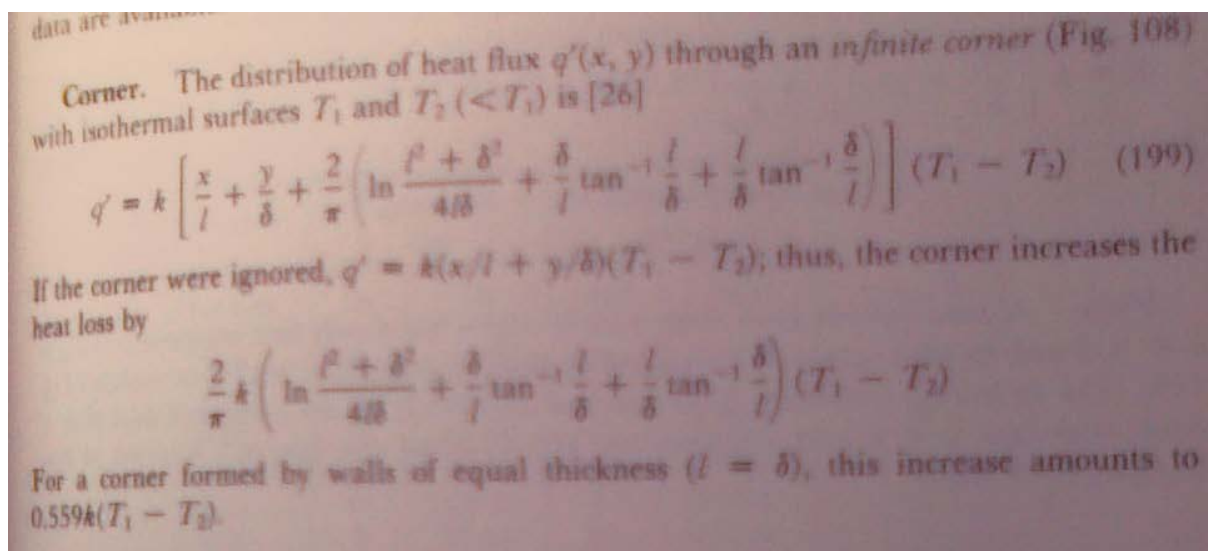 data are
Corner. The distribution of heat flux q′(x, y) through an infinite corner (Fig. 108)
with isothermal surfaces T₁ and T₂ (<T₁) is [26]
q′ = k [ x/l + y/δ + 2/π ( ln (l² + δ²)/(4lδ) + δ/l tan⁻¹ l/δ + l/δ tan⁻¹ δ/l ) ] (T₁ − T₂) (199)
If the corner were ignored, q′ = k(x/l + y/δ)(T₁ − T₂); thus, the corner increases the
heat loss by
2/π k ( ln (l² + δ²)/(4lδ) + δ/l tan⁻¹ l/δ + l/δ tan⁻¹ δ/l ) (T₁ − T₂)
For a corner formed by walls of equal thickness (l = δ), this increase amounts to
0.559k(T₁ − T₂).